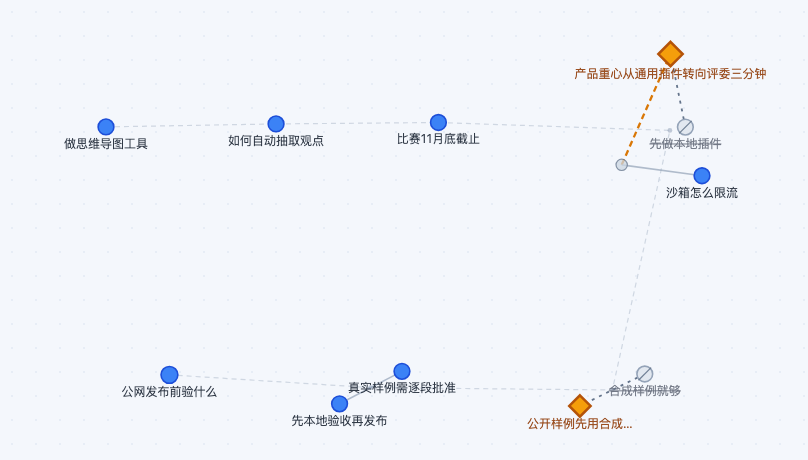 产品重心从通用插件转向评委三分钟
做思维导图工具
如何自动抽取观点
比赛11月底截止
先做本地插件
沙箱怎么限流
公网发布前验什么
真实样例需逐段批准
合成样例就够
先本地验收再发布
公开样例先用合成...